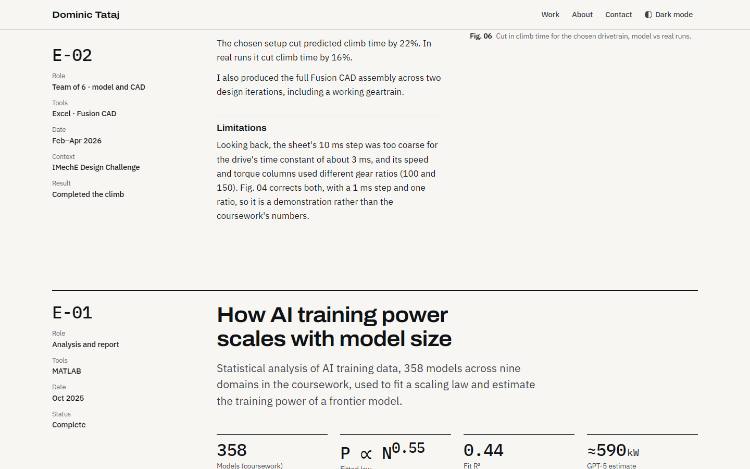 Dominic Tataj
Work About Contact Dark mode
E-02
Role
Team of 6 · model and CAD
Tools
Excel · Fusion CAD
Date
Feb–Apr 2026
Context
IMechE Design Challenge
Result
Completed the climb
The chosen setup cut predicted climb time by 22%. In
real runs it cut climb time by 16%.
I also produced the full Fusion CAD assembly across two
design iterations, including a working geartrain.
Limitations
Looking back, the sheet's 10 ms step was too coarse for
the drive's time constant of about 3 ms, and its speed
and torque columns used different gear ratios (100 and
150). Fig. 04 corrects both, with a 1 ms step and one
ratio, so it is a demonstration rather than the
coursework's numbers.
Fig. 06 Cut in climb time for the chosen drivetrain, model vs real runs.
E-01
Role
Analysis and report
Tools
MATLAB
Date
Oct 2025
Status
Complete
How AI training power
scales with model size
Statistical analysis of AI training data, 358 models across nine
domains in the coursework, used to fit a scaling law and estimate
the training power of a frontier model.
358
Models (coursework)
P ∝ N^0.55
Fitted law
0.44
Fit R²
≈590kW
GPT-5 estimate